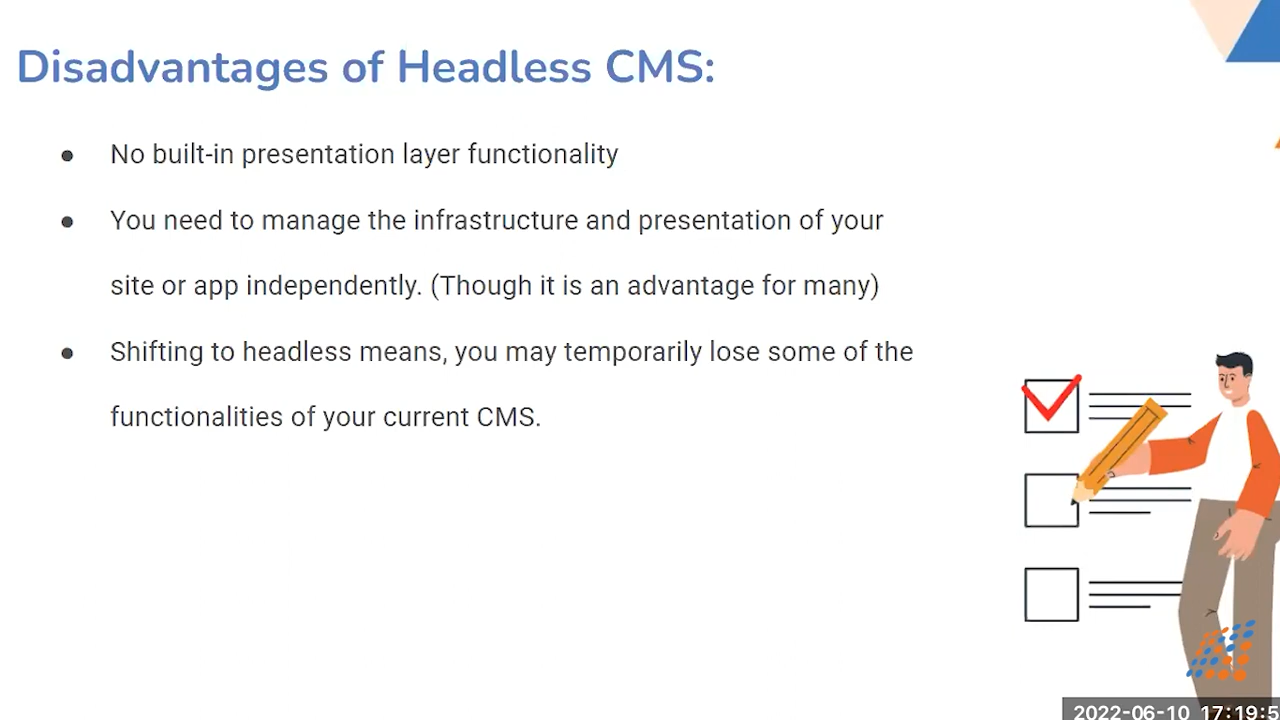 Disadvantages of Headless CMS:
● No built-in presentation layer functionality
● You need to manage the infrastructure and presentation of your
site or app independently. (Though it is an advantage for many)
● Shifting to headless means, you may temporarily lose some of the
functionalities of your current CMS.
2022-06-10 17:19:5